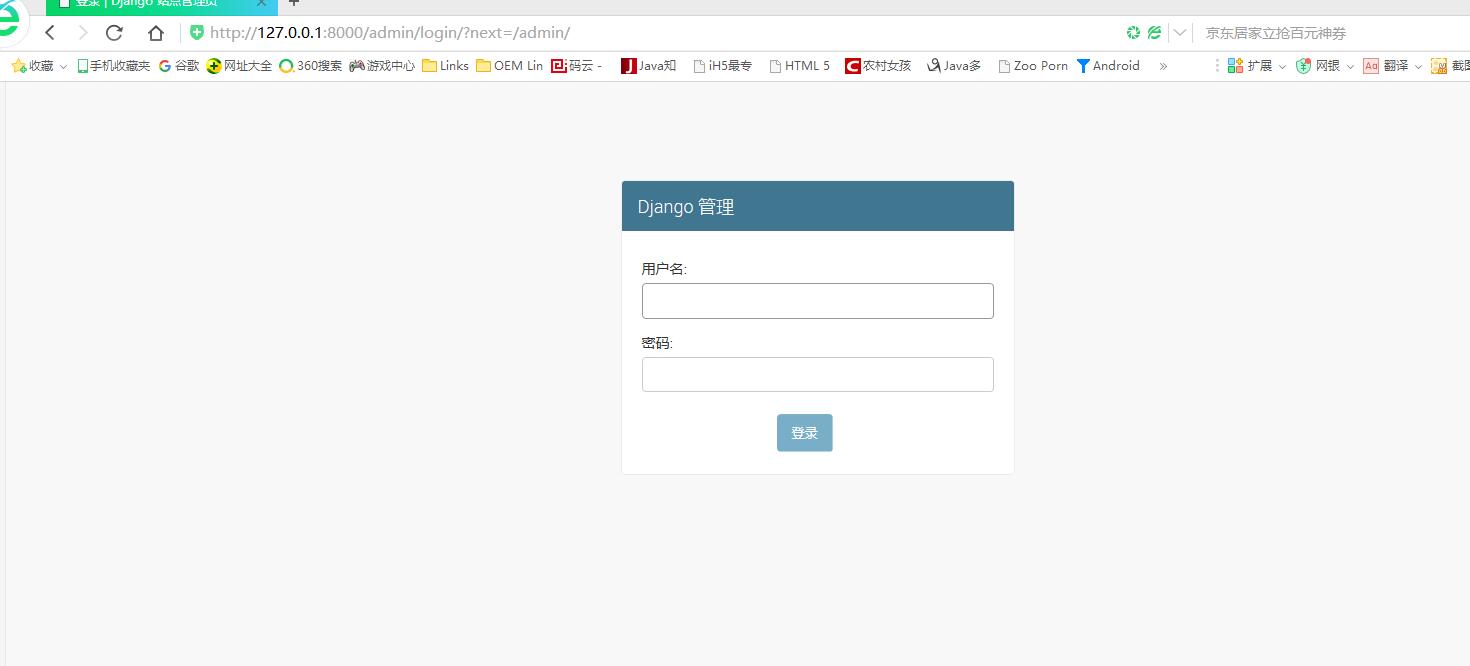 登录 | Django 站点管理员
http://127.0.0.1:8000/admin/login/?next=/admin/
京东居家立抢百元神券
收藏 手机收藏夹 谷歌 网址大全 360搜索 游戏中心 Links OEM Lin 码云 - Java知 iH5最专 HTML 5 农村女孩 Java多 Zoo Porn Android » 扩展 网银 Aa 翻译 截图
Django 管理
用户名:
密码:
登录